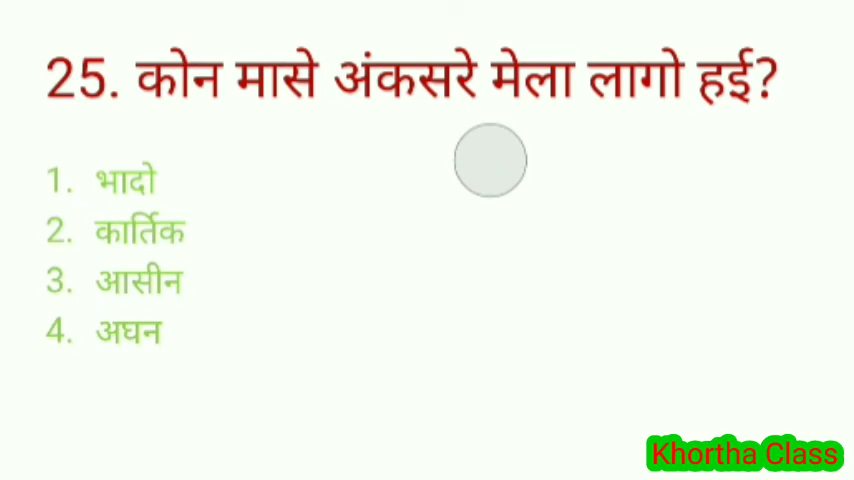 25. कोन मासे अंकसरे मेला लागो हई?
1. भादो
2. कार्तिक
3. आसीन
4. अघन
Khortha Class